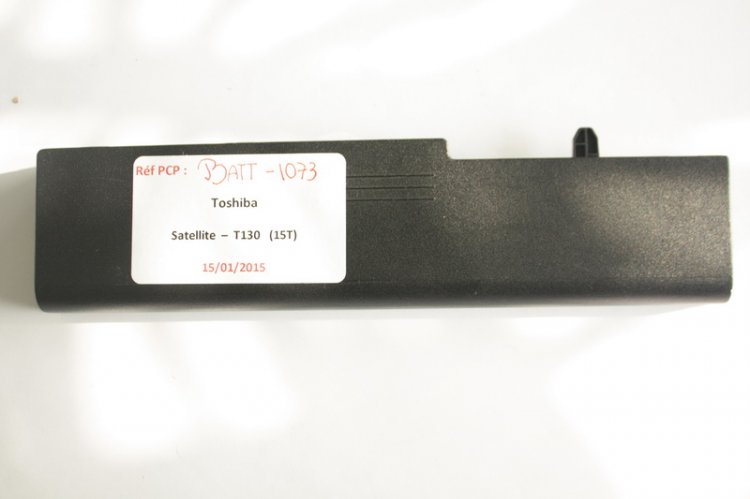 Réf PCP : BATT-1073
Toshiba
Satellite – T130 (15T)
15/01/2015